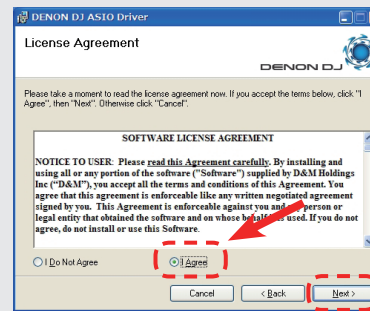 DENON DJ ASIO Driver
License Agreement
DENON DJ
Please take a moment to read the license agreement now. If you accept the terms below, click "I
Agree", then "Next". Otherwise click "Cancel".
SOFTWARE LICENSE AGREEMENT
NOTICE TO USER: Please read this Agreement carefully. By installing and
using all or any portion of the software ("Software") supplied by D&M Holdings
Inc ("D&M"), you accept all the terms and conditions of this Agreement. You
agree that this agreement is enforceable like any written negotiated agreement
signed by you. This Agreement is enforceable against you and person or
legal entity that obtained the software and on whose behalf used. If you do not
agree, do not install or use this Software.
I Do Not Agree
I Agree
Cancel
< Back
Next >